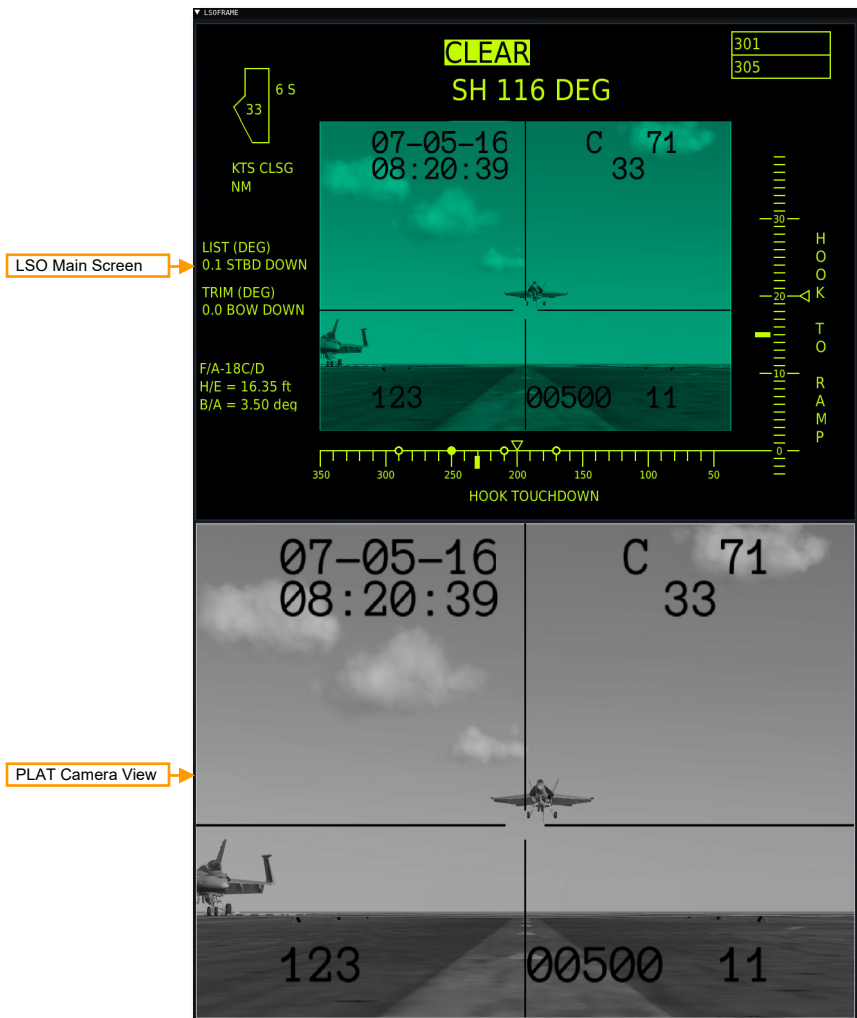 LSOFRAME
CLEAR
SH 116 DEG
301
305
6 S
33
KTS CLSG
NM
07-05-16
08:20:39
C 71
33
LSO Main Screen
LIST (DEG)
0.1 STBD DOWN
TRIM (DEG)
0.0 BOW DOWN
F/A-18C/D
H/E = 16.35 ft
B/A = 3.50 deg
123
00500
11
30
20
10
0
HOOK TO RAMP
350 300 250 200 150 100 50
HOOK TOUCHDOWN
07-05-16
08:20:39
C 71
33
PLAT Camera View
123
00500
11